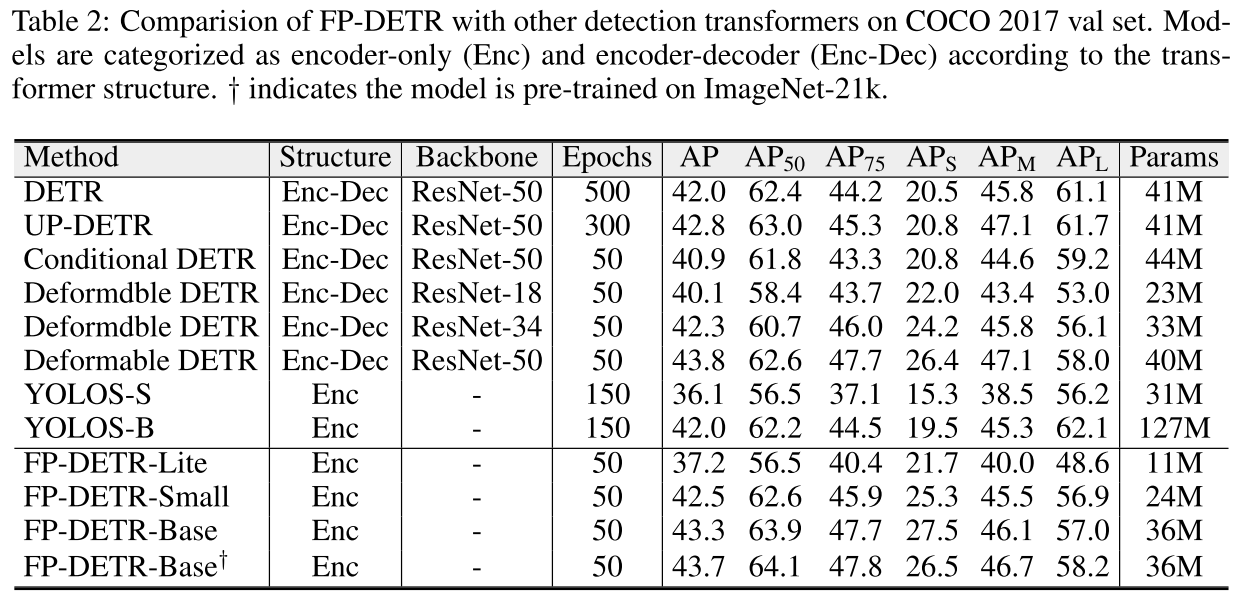 Table 2: Comparision of FP-DETR with other detection transformers on COCO 2017 val set. Mod-
els are categorized as encoder-only (Enc) and encoder-decoder (Enc-Dec) according to the trans-
former structure. † indicates the model is pre-trained on ImageNet-21k.
Method Structure Backbone Epochs AP AP50 AP75 APS APM APL Params
DETR Enc-Dec ResNet-50 500 42.0 62.4 44.2 20.5 45.8 61.1 41M
UP-DETR Enc-Dec ResNet-50 300 42.8 63.0 45.3 20.8 47.1 61.7 41M
Conditional DETR Enc-Dec ResNet-50 50 40.9 61.8 43.3 20.8 44.6 59.2 44M
Deformdble DETR Enc-Dec ResNet-18 50 40.1 58.4 43.7 22.0 43.4 53.0 23M
Deformdble DETR Enc-Dec ResNet-34 50 42.3 60.7 46.0 24.2 45.8 56.1 33M
Deformable DETR Enc-Dec ResNet-50 50 43.8 62.6 47.7 26.4 47.1 58.0 40M
YOLOS-S Enc - 150 36.1 56.5 37.1 15.3 38.5 56.2 31M
YOLOS-B Enc - 150 42.0 62.2 44.5 19.5 45.3 62.1 127M
FP-DETR-Lite Enc - 50 37.2 56.5 40.4 21.7 40.0 48.6 11M
FP-DETR-Small Enc - 50 42.5 62.6 45.9 25.3 45.5 56.9 24M
FP-DETR-Base Enc - 50 43.3 63.9 47.7 27.5 46.1 57.0 36M
FP-DETR-Base† Enc - 50 43.7 64.1 47.8 26.5 46.7 58.2 36M